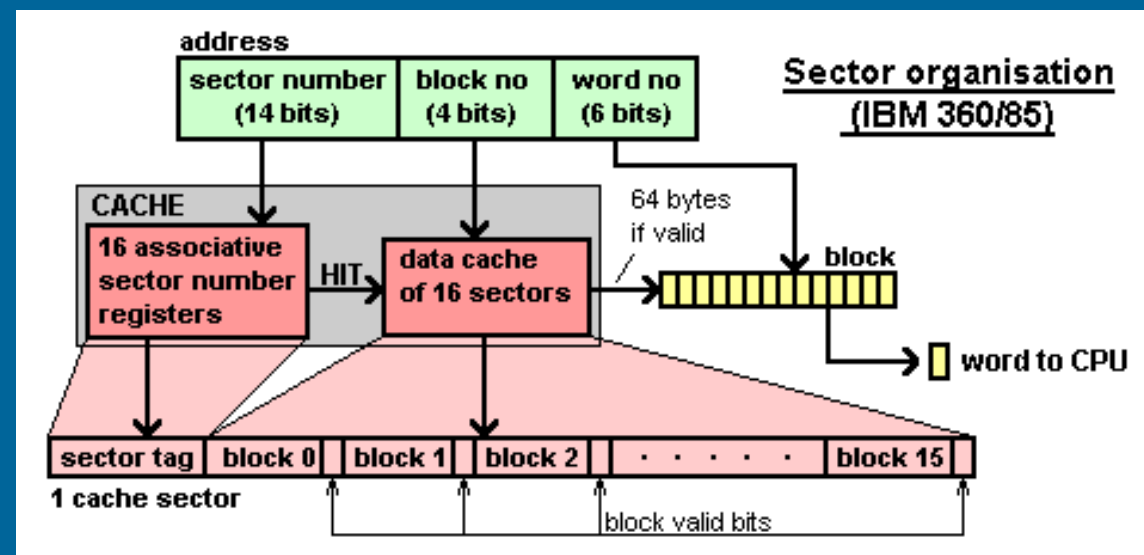 address
sector number
(14 bits)
block no
(4 bits)
word no
(6 bits)
Sector organisation
(IBM 360/85)
CACHE
16 associative
sector number
registers
HIT
data cache
of 16 sectors
64 bytes
if valid
block
word to CPU
sector tag
block 0
block 1
block 2
. . . . .
block 15
1 cache sector
block valid bits